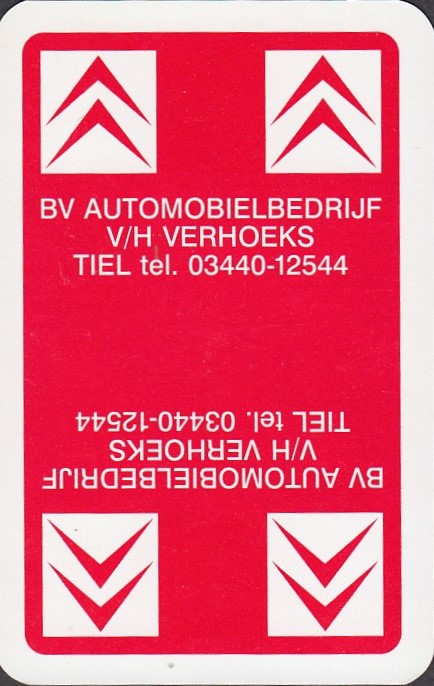 BV AUTOMOBIELBEDRIJF
V/H VERHOEKS
TIEL tel. 03440-12544
BV AUTOMOBIELBEDRIJF
V/H VERHOEKS
TIEL tel. 03440-12544